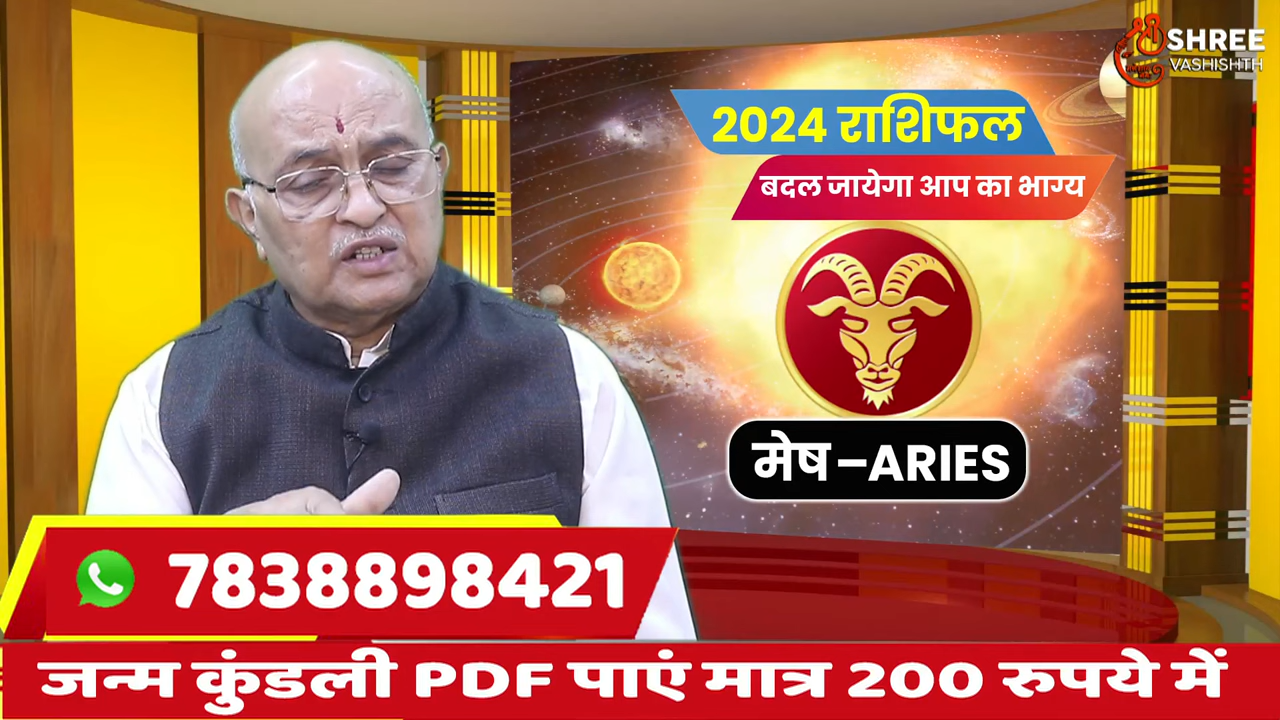 SHREE
VASHISHTH
2024 राशिफल
बदल जायेगा आप का भाग्य
मेष –ARIES
7838898421
जन्म कुंडली PDF पाएं मात्र 200 रुपये में